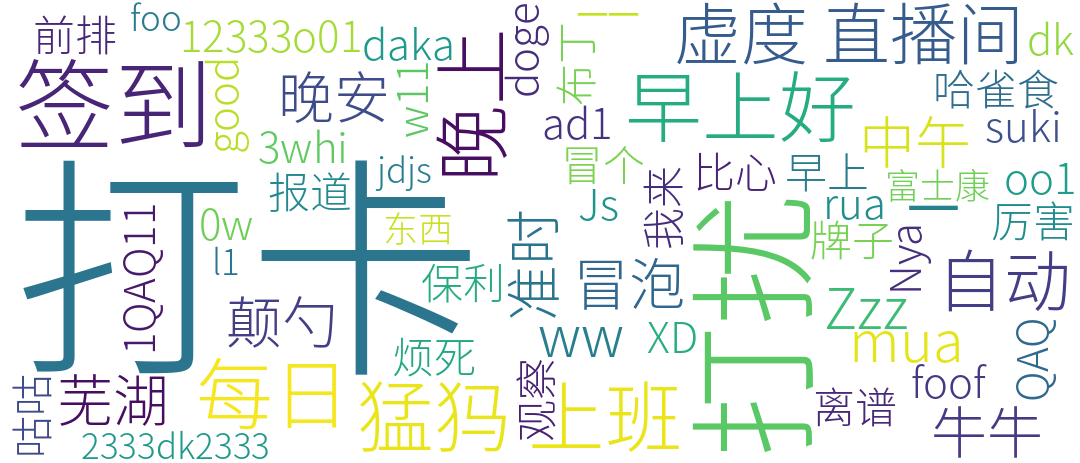 前排
foo
12333o01
daka
晚上
doge
布丁
一一
虚度
直播间
dk
签到
good
晚安
w11
ad1
早上好
哈雀食
suki
中午
3whi
冒个
报道
jdjs
我来
比心
早上
富士康
oo1
打卡
1QAQ11
0w
l1
东西
准时
Js
打扰
rua
一
厉害
牌子
Nya
保利
冒泡
自动
颠勺
ww
XD
Zzz
mua
QAQ
烦死
咕咕
芜湖
每日
猛犸
观察
上班
离谱
foof
牛牛
2333dk2333